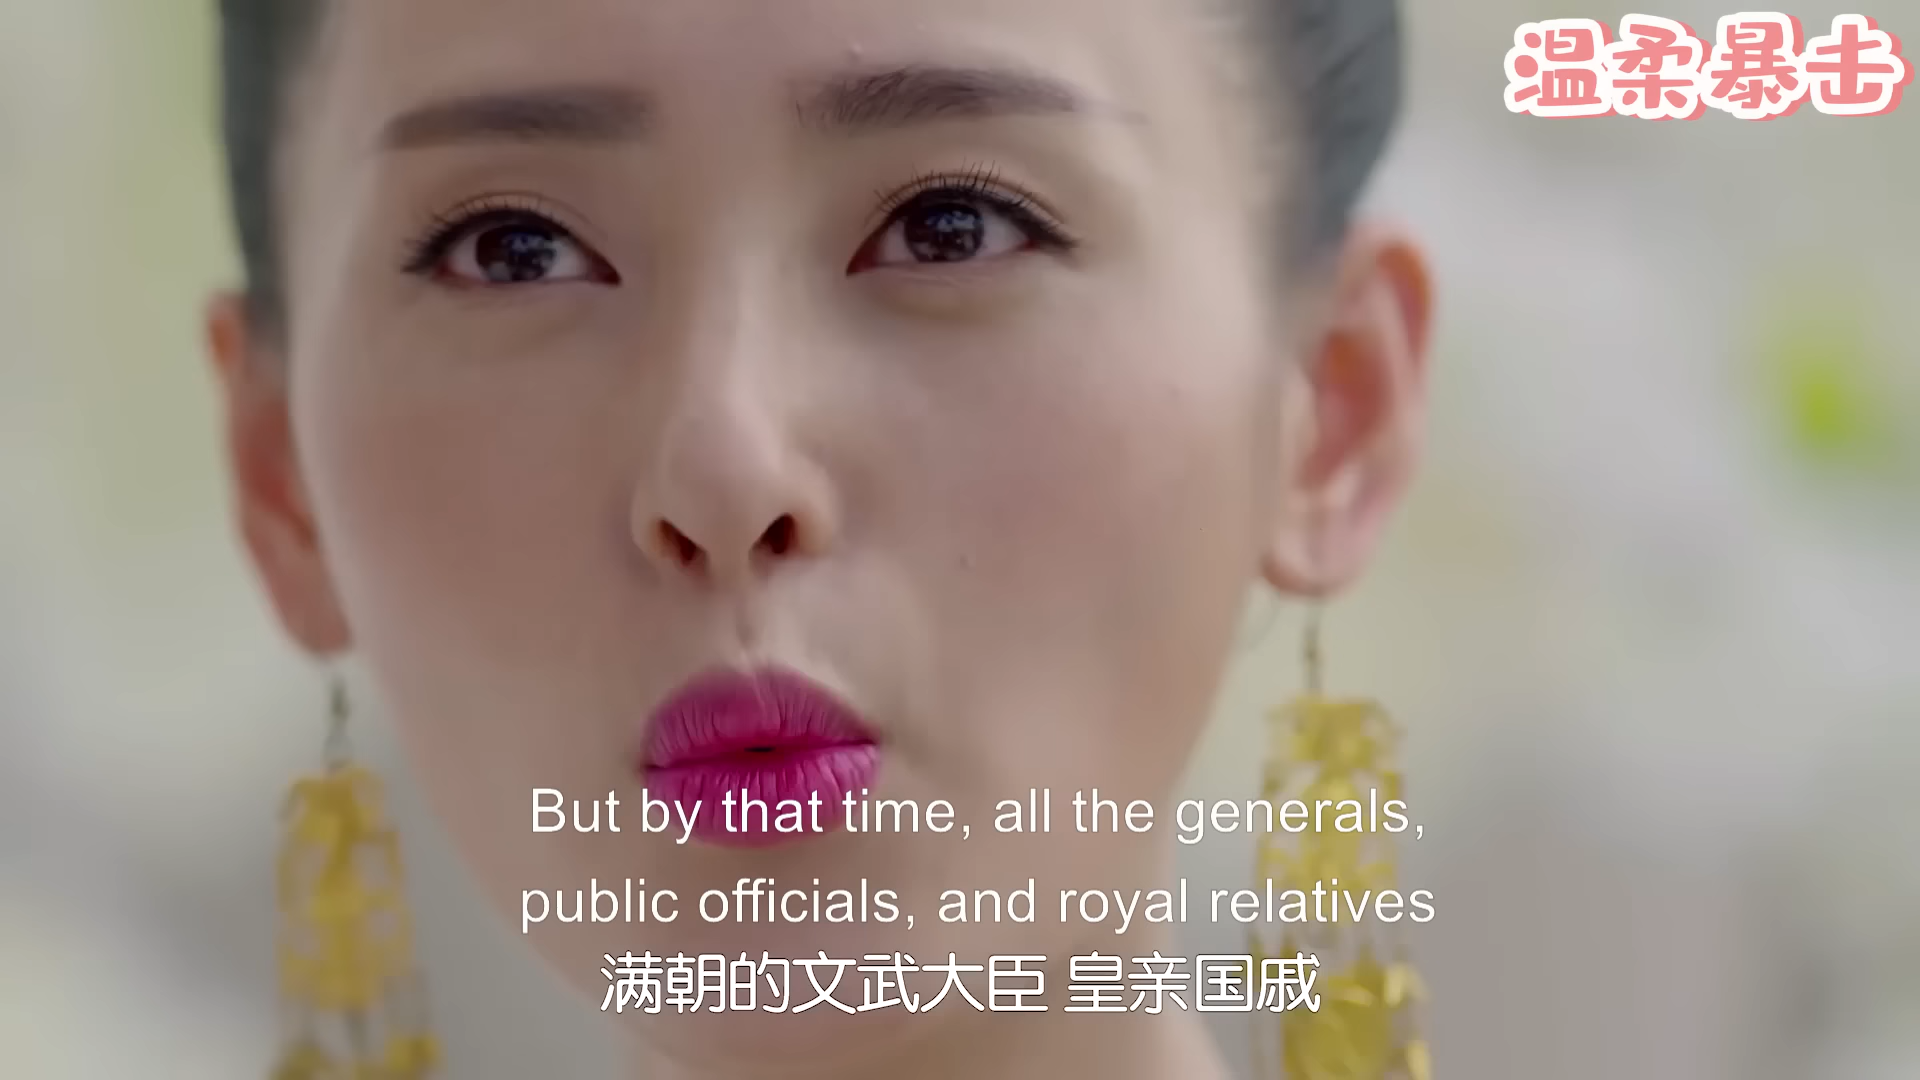 温柔暴击
But by that time, all the generals,
public officials, and royal relatives
满朝的文武大臣 皇亲国戚